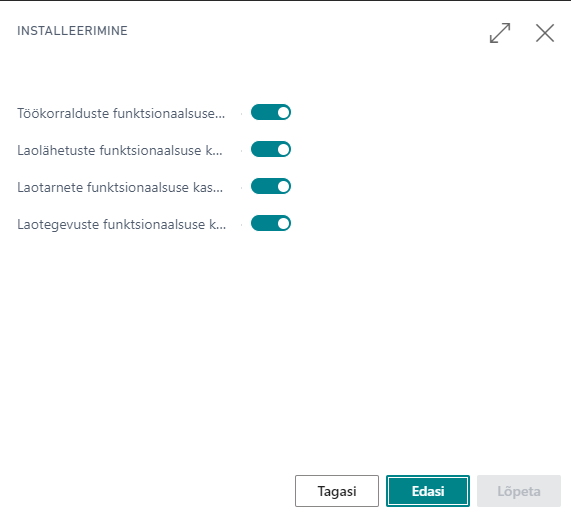 INSTALLEERIMINE
Töökorralduste funktsionaalsuse...
Laolähetuste funktsionaalsuse k...
Laotarnete funktsionaalsuse kas...
Laotegevuste funktsionaalsuse k...
Tagasi
Edasi
Lõpeta